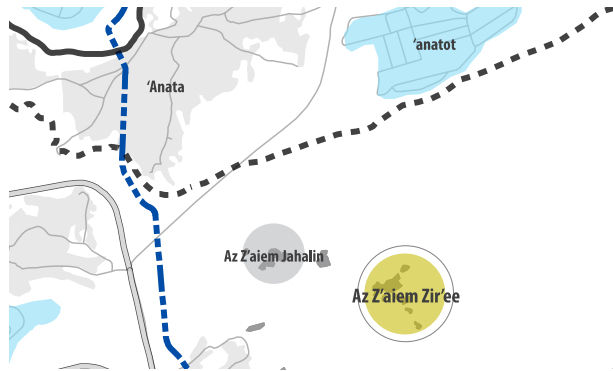 'anatot
'Anata
Az Z'aiem Jahalin
Az Z'aiem Zir'ee